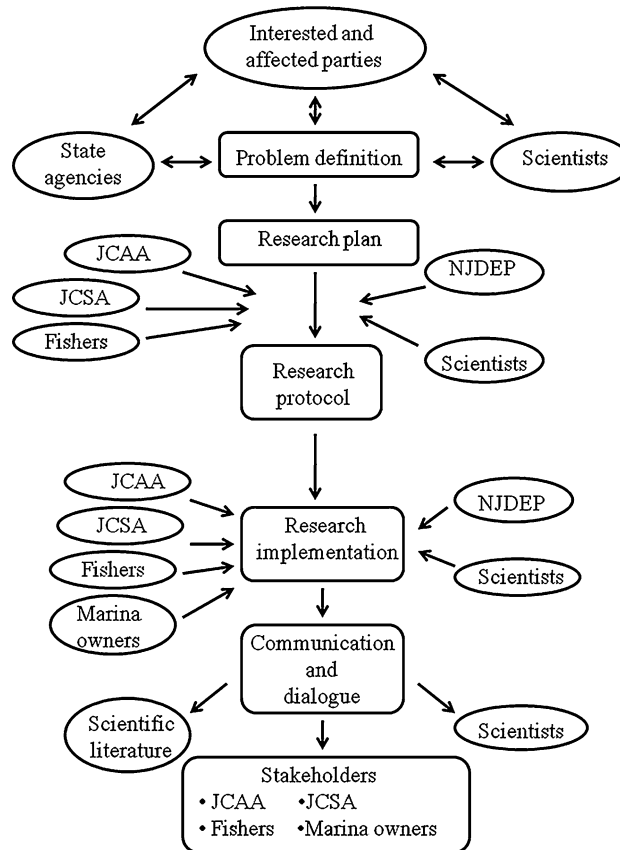 Interested and
affected parties
State
agencies
Problem definition
Scientists
Research plan
JCAA
NJDEP
JCSA
Fishers
Scientists
Research
protocol
JCAA
NJDEP
JCSA
Research
implementation
Fishers
Scientists
Marina
owners
Communication
and
dialogue
Scientific
literature
Scientists
Stakeholders
• JCAA •JCSA
• Fishers •Marina owners